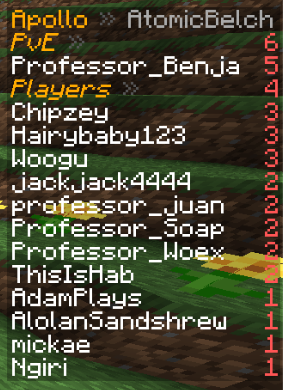 Apollo » AtomicBelch
PvE » 6
Professor_Benja 5
Players » 4
Chipzey 3
Hairybaby123 3
Woogu 3
jackjack4444 2
professor_juan 2
Professor_Soap 2
Professor_Woex 2
ThisIsHab 2
AdamPlays 1
AlolanSandshrew 1
mickae 1
Ngiri 1